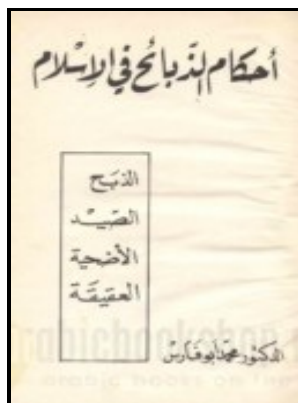 أحكام الذبائح في الإسلام
الذبح
الصيد
الأضحية
العقيقة
الدكتور محمد أبو فارس